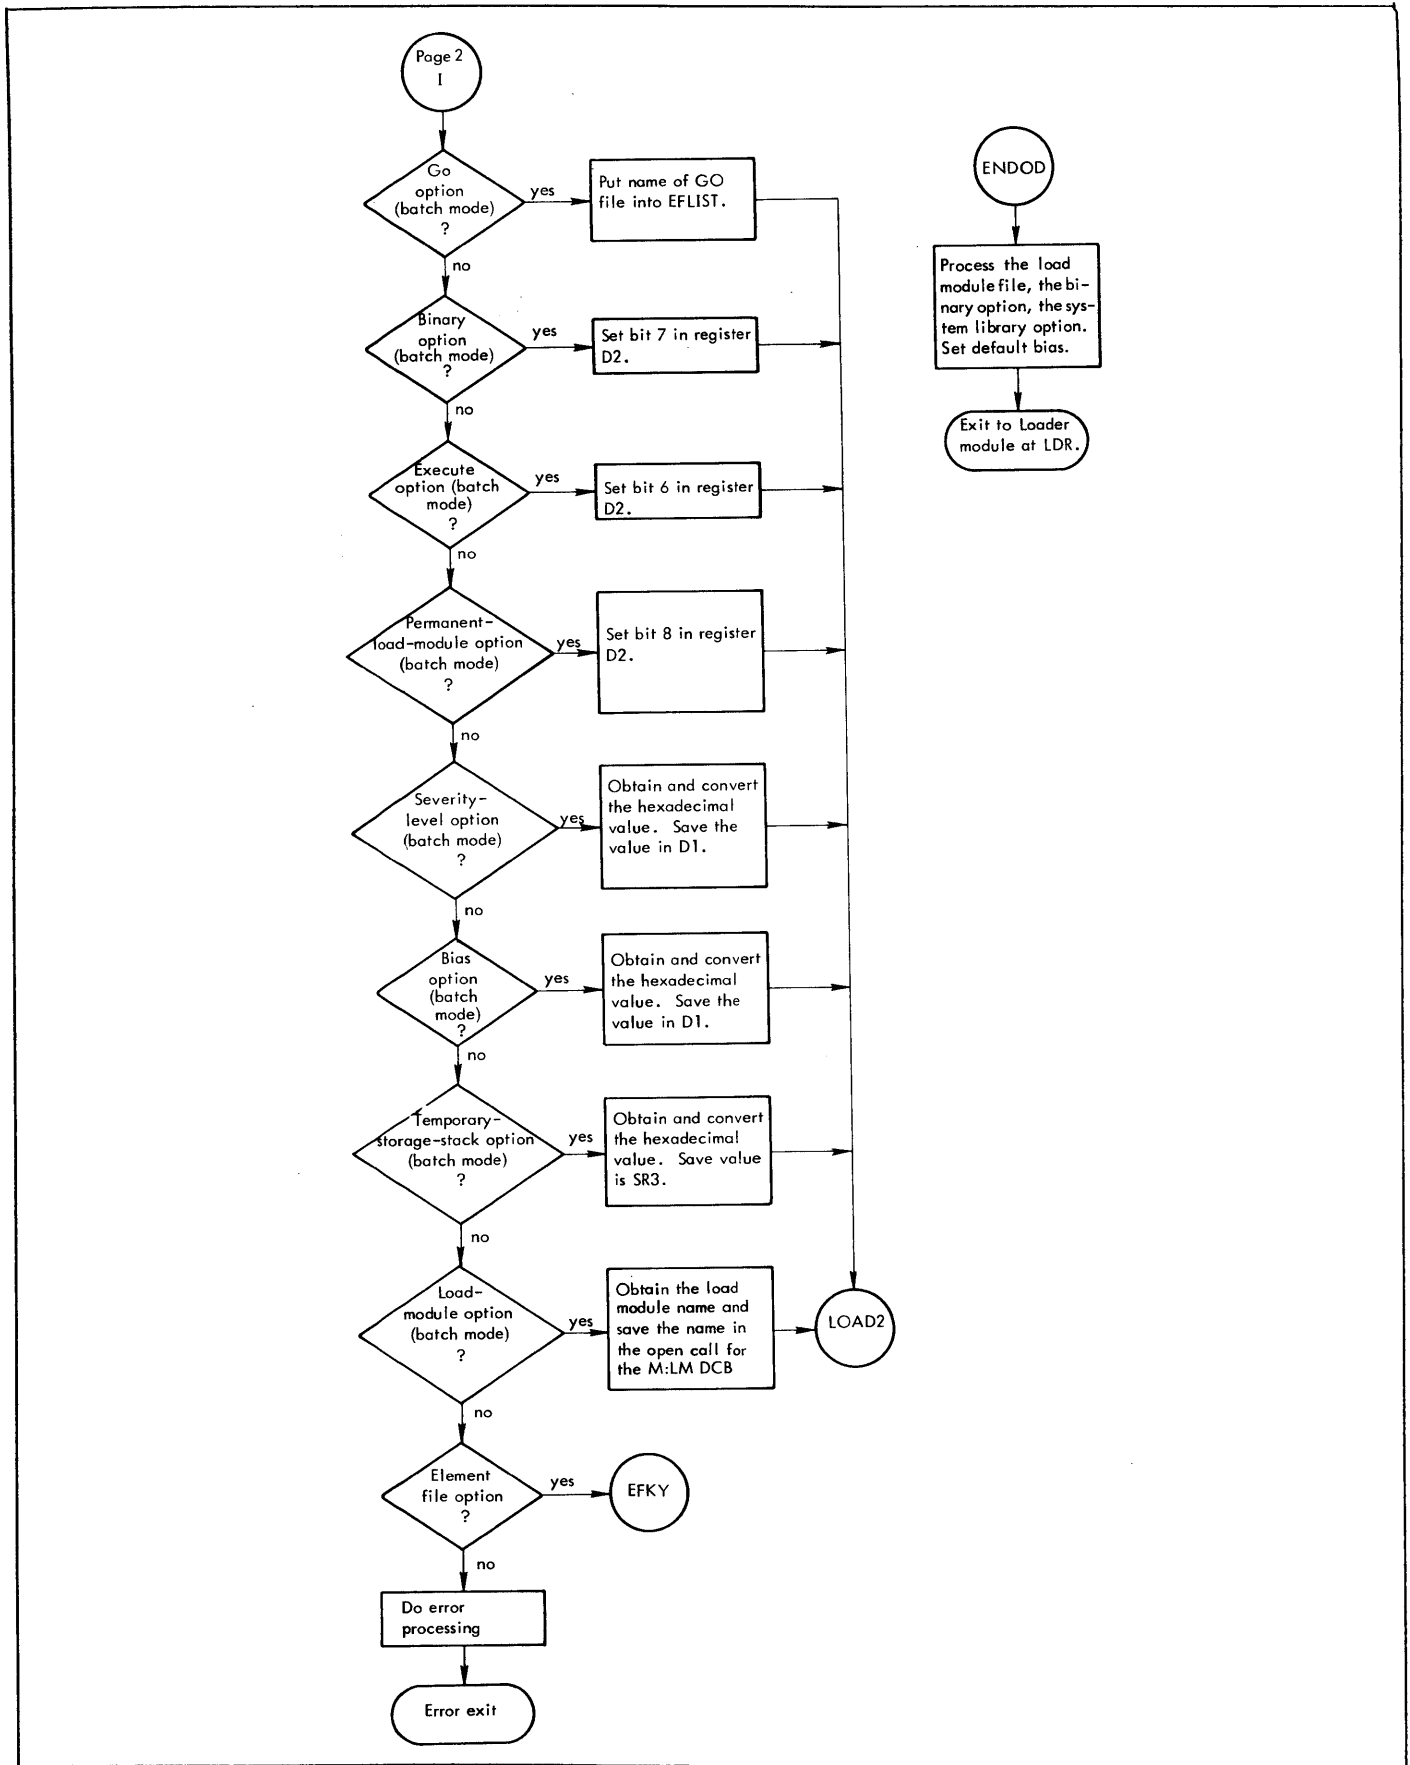 Page 2
I
Go
option
(batch mode)
?
yes
Put name of GO
file into EFLIST.
no
ENDOD
Process the load
module file, the bi-
nary option, the sys-
tem library option.
Set default bias.
Exit to Loader
module at LDR.
Binary
option
(batch mode)
?
yes
Set bit 7 in register
D2.
no
Execute
option (batch
mode)
?
yes
Set bit 6 in register
D2.
no
Permanent-
load-module option
(batch mode)
?
yes
Set bit 8 in register
D2.
no
Severity-
level option
(batch mode)
?
yes
Obtain and convert
the hexadecimal
value. Save the
value in D1.
no
Bias
option
(batch
mode)
?
yes
Obtain and convert
the hexadecimal
value. Save the
value in D1.
no
Temporary-
storage-stack option
(batch mode)
?
yes
Obtain and convert
the hexadecimal
value. Save value
is SR3.
no
Load-
module option
(batch mode)
?
yes
Obtain the load
module name and
save the name in
the open call for
the M:LM DCB
LOAD2
no
Element
file option
?
yes
EFKY
no
Do error
processing
Error exit